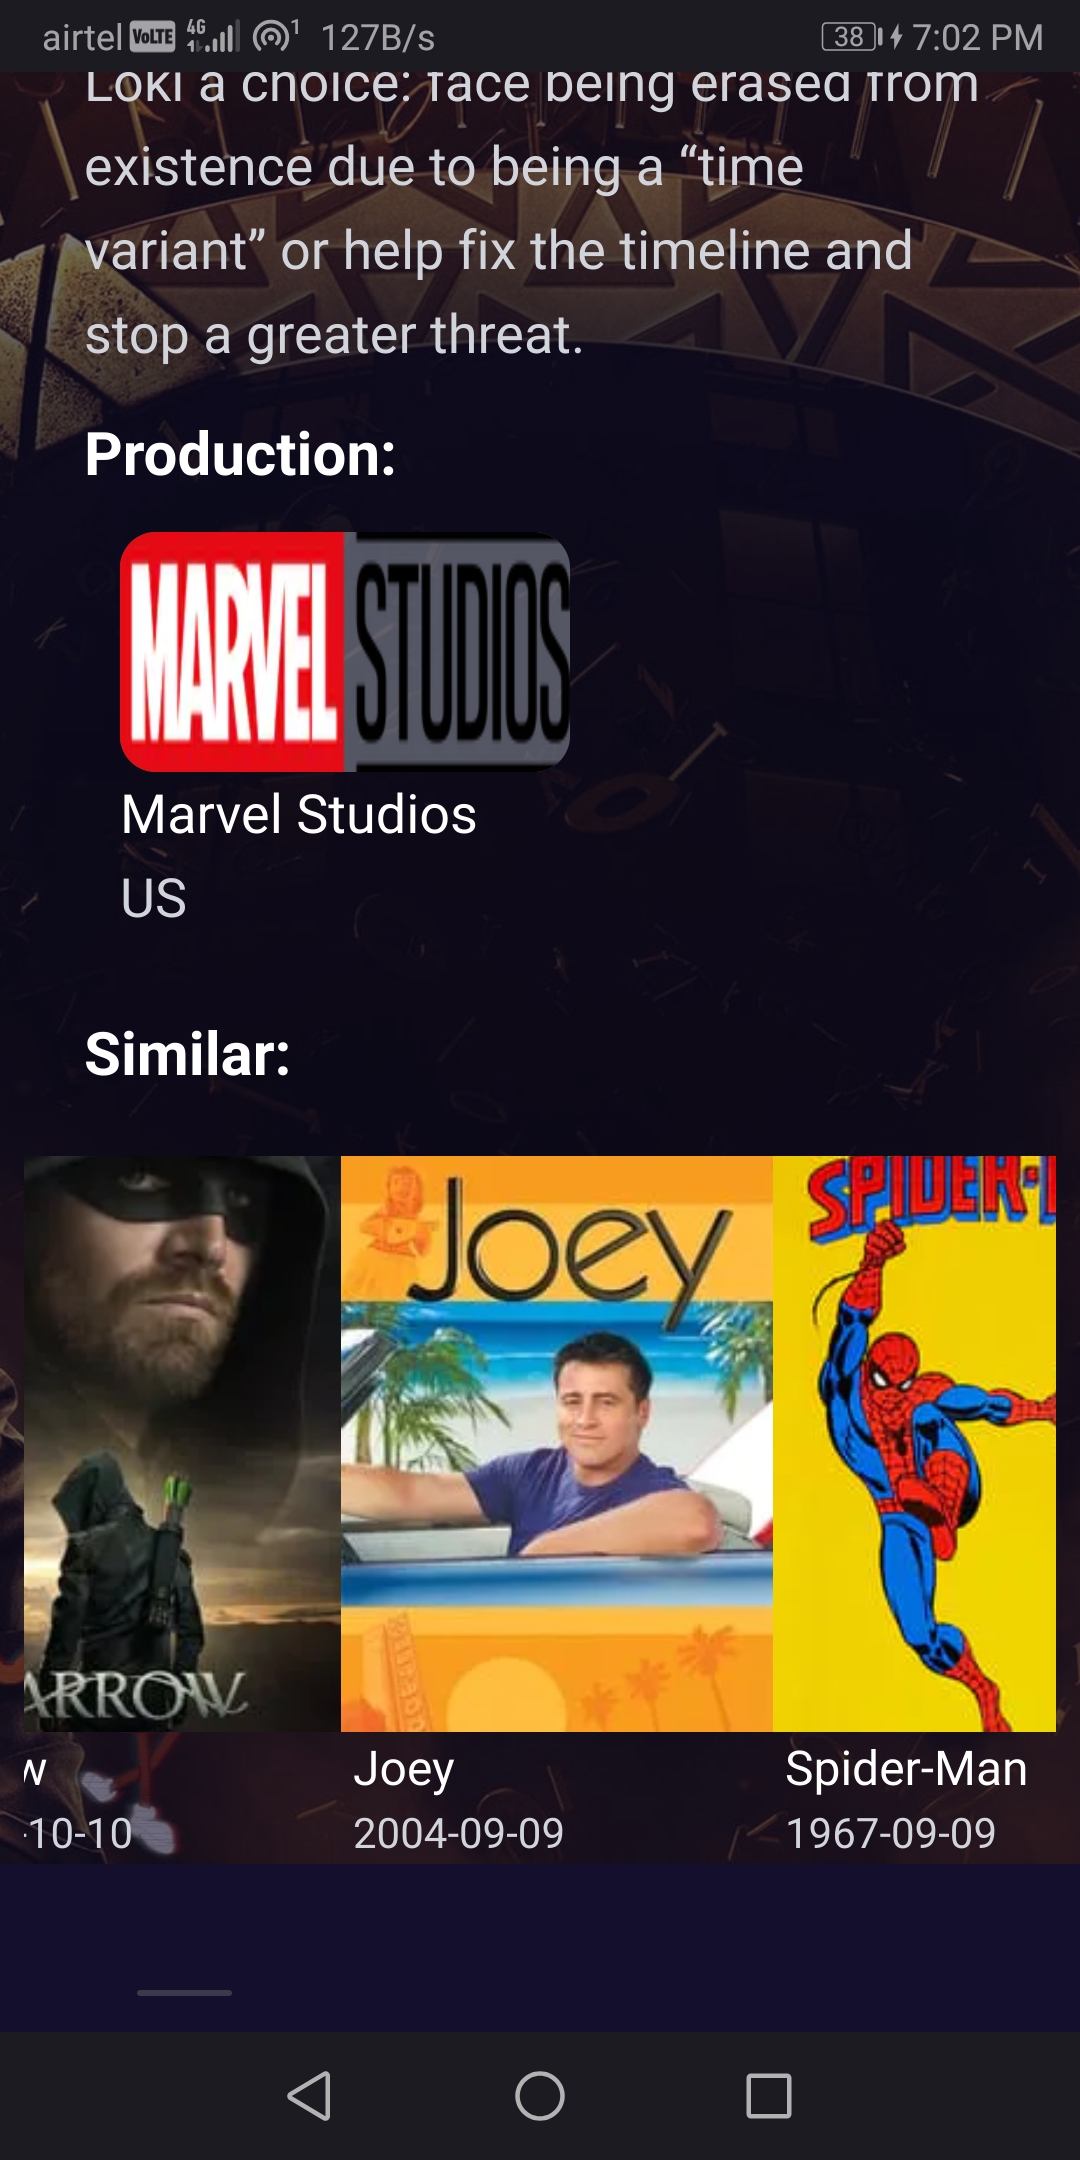 airtel VoLTE 4G 1 127B/s 38 7:02 PM
Loki a choice: face being erased from
existence due to being a “time
variant” or help fix the timeline and
stop a greater threat.
Production:
MARVEL STUDIOS
Marvel Studios
US
Similar:
ARROW
Joey
SPIDER-
w
Joey
Spider-Man
-10-10
2004-09-09
1967-09-09